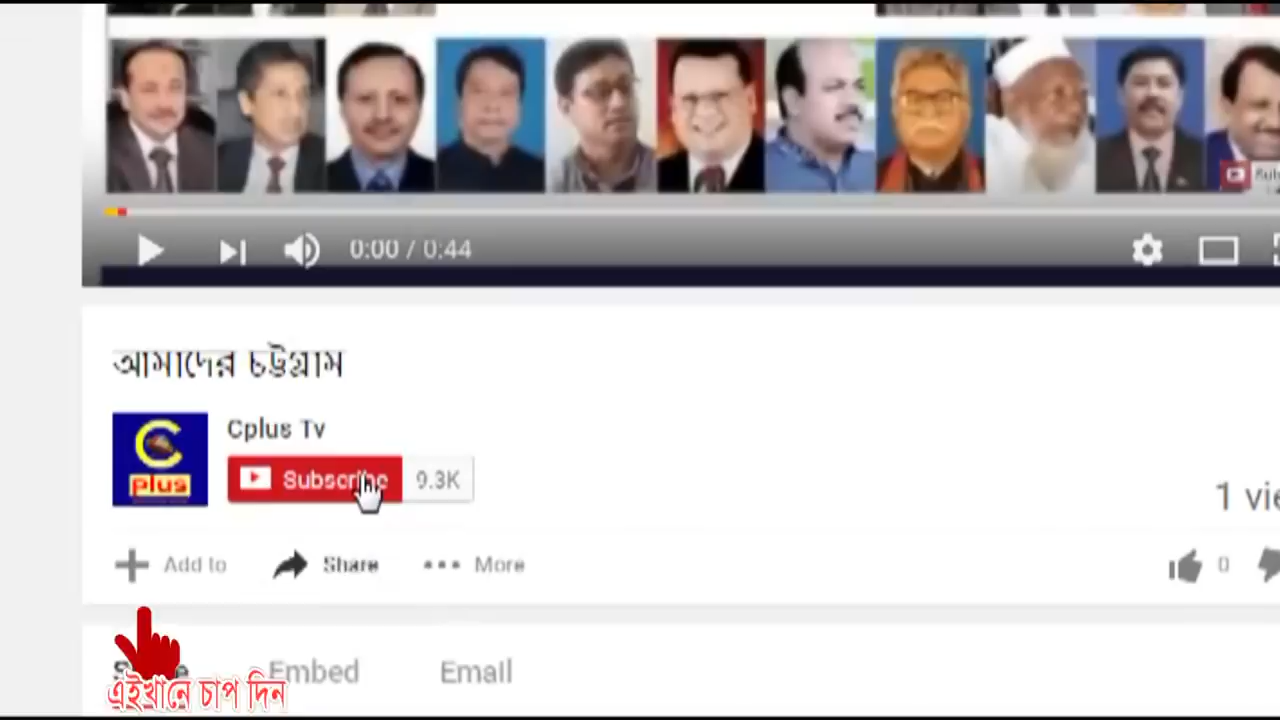 0:00 / 0:44
আমাদের চট্টগ্রাম
C
plus
Cplus Tv
Subscribe 9.3K
1
Add to Share More
0
Embed Email
এইখানে চাপ দিন